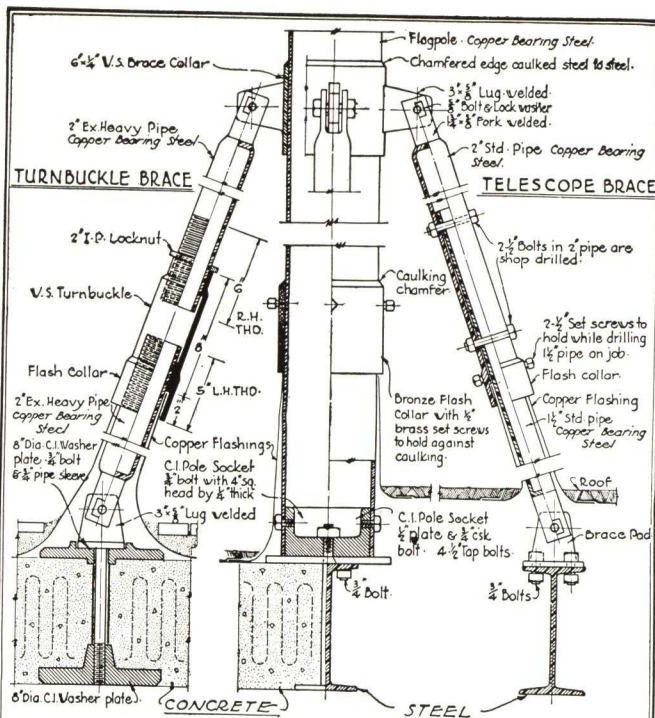 Flagpole · Copper Bearing Steel.
Chamfered edge caulked steel to steel.
6"x¼" V.S. Brace Collar
3"x⅝" Lug welded.
⅝" Bolt & Lock washer
Fork welded.
2" Ex. Heavy Pipe
Copper Bearing Steel
2" Std. Pipe Copper Bearing
Steel.
TURNBUCKLE BRACE
TELESCOPE BRACE
2" I.P. Locknut
2-½" Bolts in 2" pipe are
shop drilled.
V.S. Turnbuckle
6"
R.H.
THD.
8"
Caulking
chamfer
2-½" Set screws to
hold while drilling
1½" pipe on job.
Flash Collar
5" L.H. THD.
2"
Flash collar.
Bronze Flash
Collar with ½"
brass set screws
to hold against
caulking.
Copper Flashing
1½" Std. pipe
Copper Bearing
Steel
2" Ex. Heavy Pipe
Copper Bearing
Steel
8" Dia. C.I. Washer
plate · ¾" bolt
& ¾" pipe sleeve
Copper Flashings
C.I. Pole Socket
¾" bolt with 4" sq.
head by ¼" thick
ROOF
3"x⅝" Lug welded
C.I. Pole Socket
½" plate & ¾" csk
bolt · 4-½" Tap bolts.
Brace Pad
¾" Bolt.
¾" Bolts
8" Dia. C.I. Washer plate.
CONCRETE
STEEL